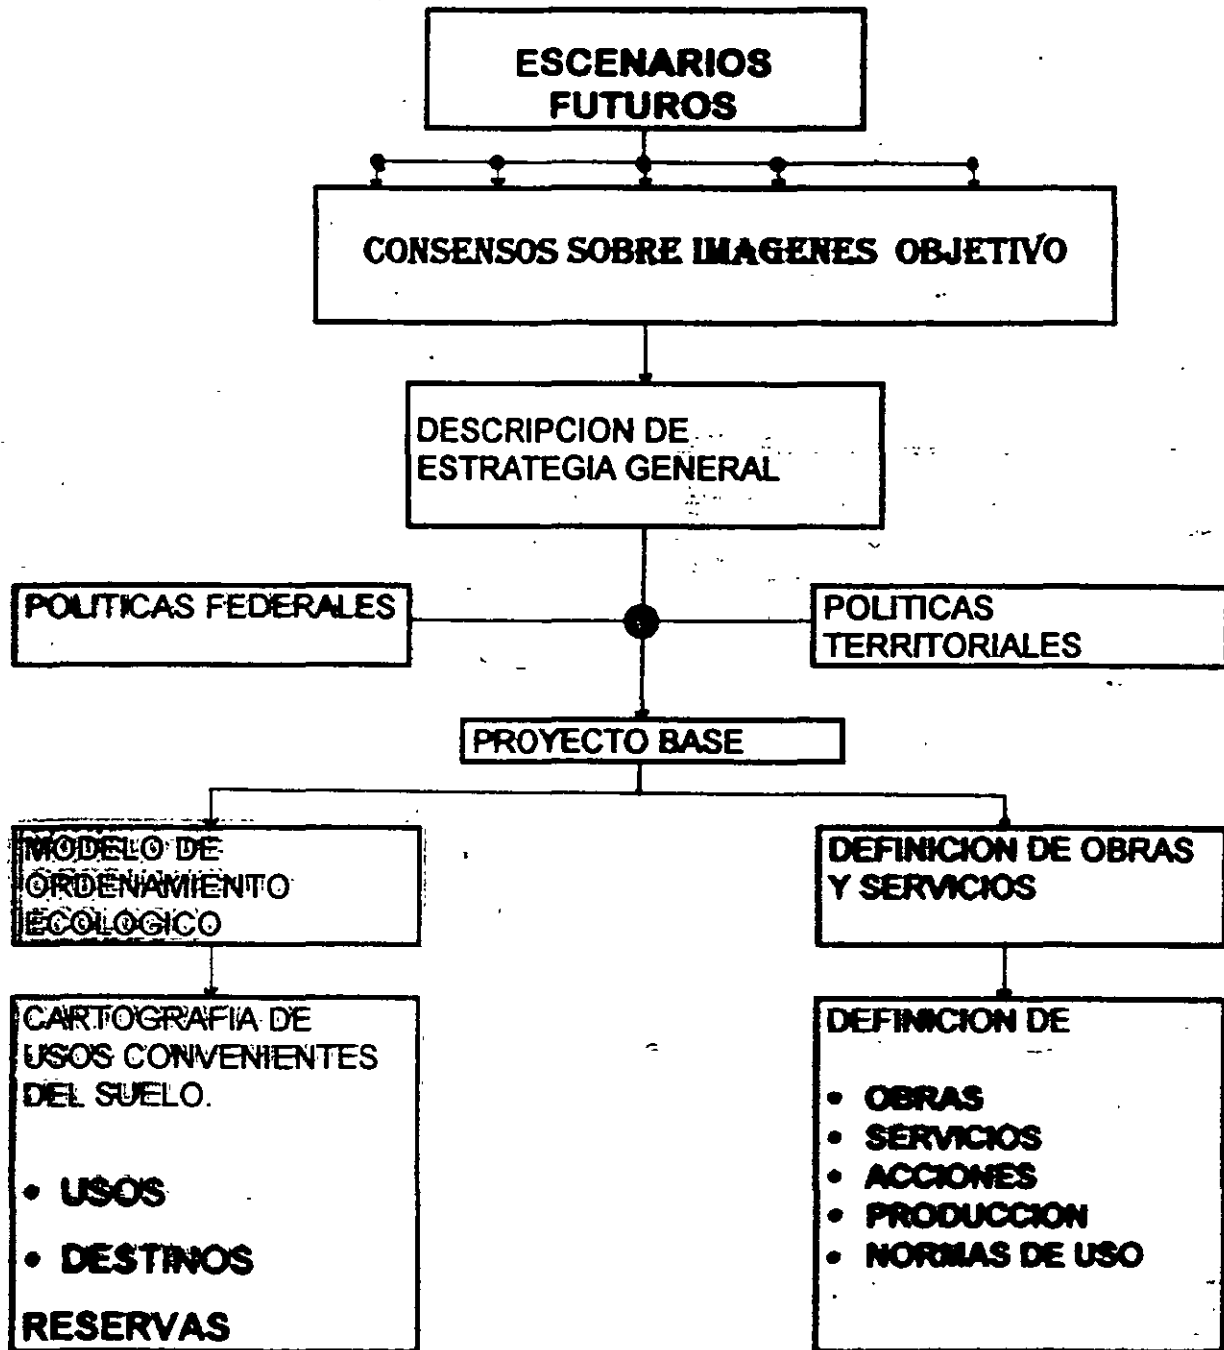 ESCENARIOS
FUTUROS
CONSENSOS SOBRE IMAGENES OBJETIVO
DESCRIPCION DE
ESTRATEGIA GENERAL
POLITICAS FEDERALES
POLITICAS
TERRITORIALES
PROYECTO BASE
MODELO DE
ORDENAMIENTO
ECOLOGICO
DEFINICION DE OBRAS
Y SERVICIOS
CARTOGRAFIA DE
USOS CONVENIENTES
DEL SUELO.
• USOS
• DESTINOS
RESERVAS
DEFINICION DE
• OBRAS
• SERVICIOS
• ACCIONES
• PRODUCCION
• NORMAS DE USO